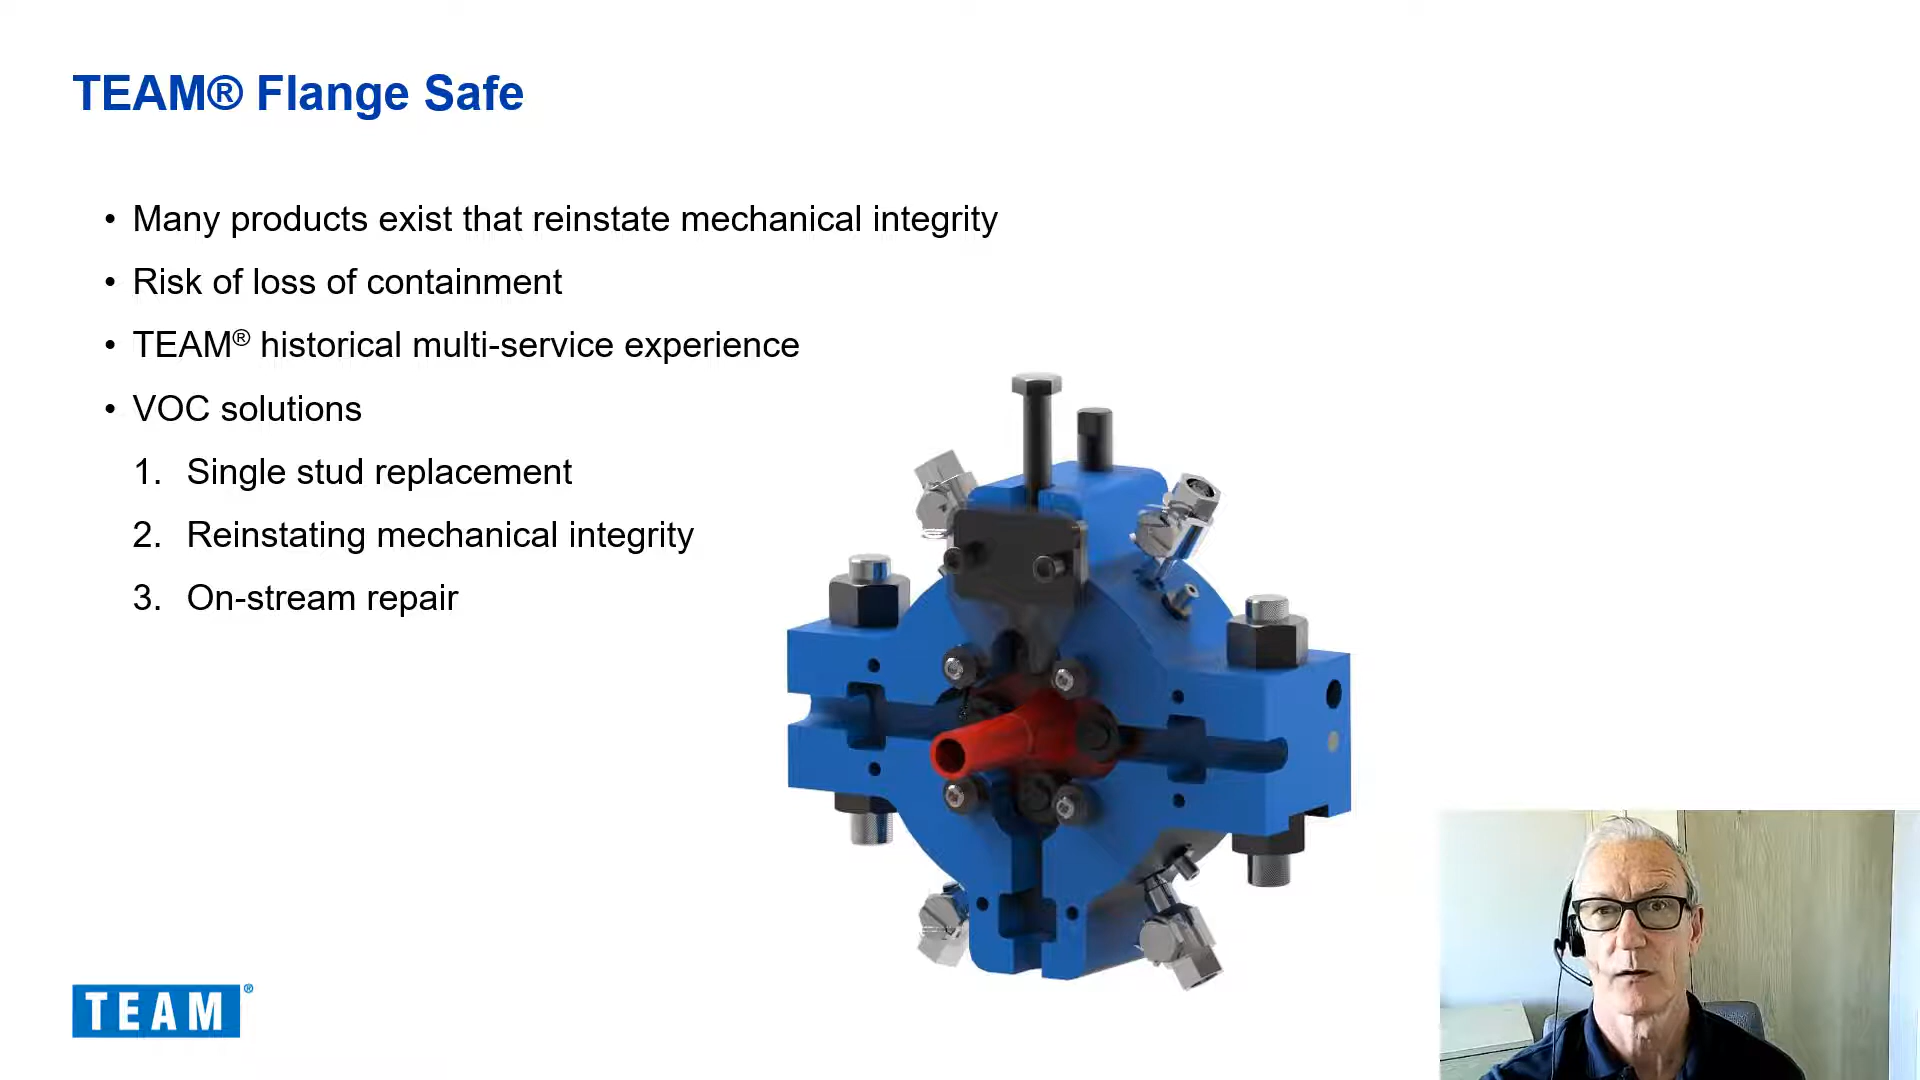 TEAM® Flange Safe
• Many products exist that reinstate mechanical integrity
• Risk of loss of containment
• TEAM® historical multi-service experience
• VOC solutions
1. Single stud replacement
2. Reinstating mechanical integrity
3. On-stream repair
TEAM®